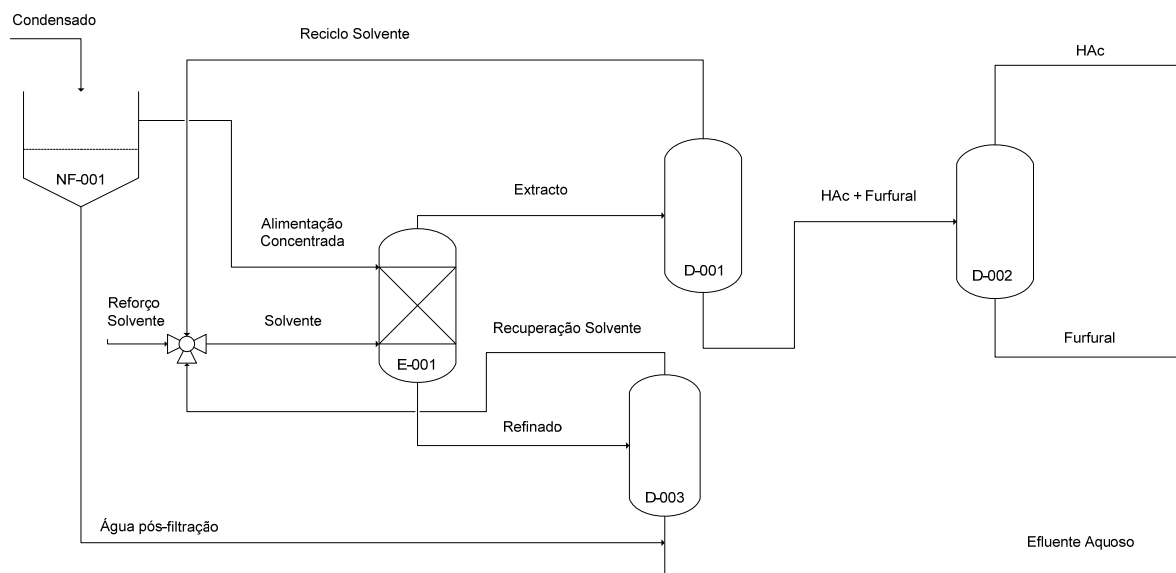 Condensado
Reciclo Solvente
HAc
NF-001
Extracto
HAc + Furfural
Alimentação
Concentrada
D-001
D-002
Reforço
Solvente
Solvente
Recuperação Solvente
Furfural
E-001
Refinado
D-003
Água pós-filtração
Efluente Aquoso